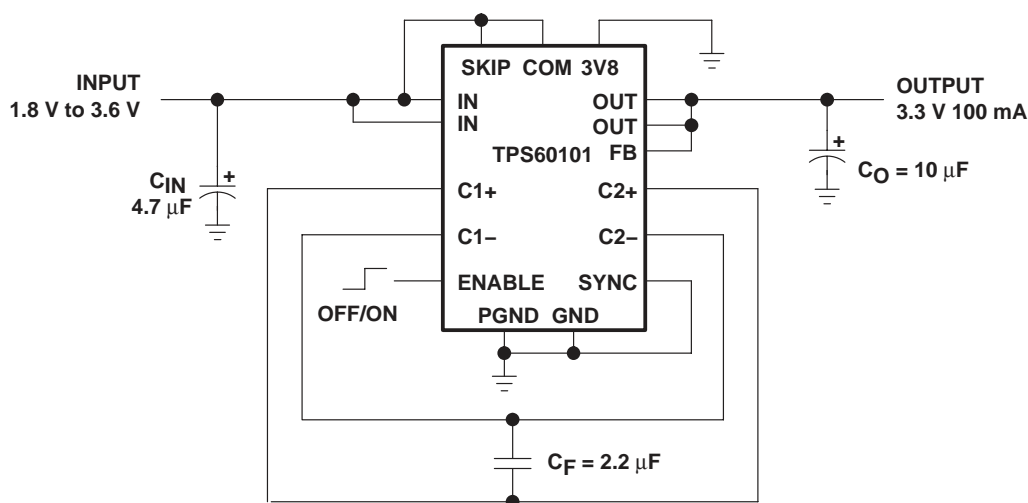 SKIP COM 3V8
INPUT
1.8 V to 3.6 V
IN
IN
OUT
OUT
FB
OUTPUT
3.3 V 100 mA
TPS60101
CIN
4.7 μF
+
+
CO = 10 μF
C1+
C2+
C1–
C2–
ENABLE
SYNC
OFF/ON
PGND GND
CF = 2.2 μF